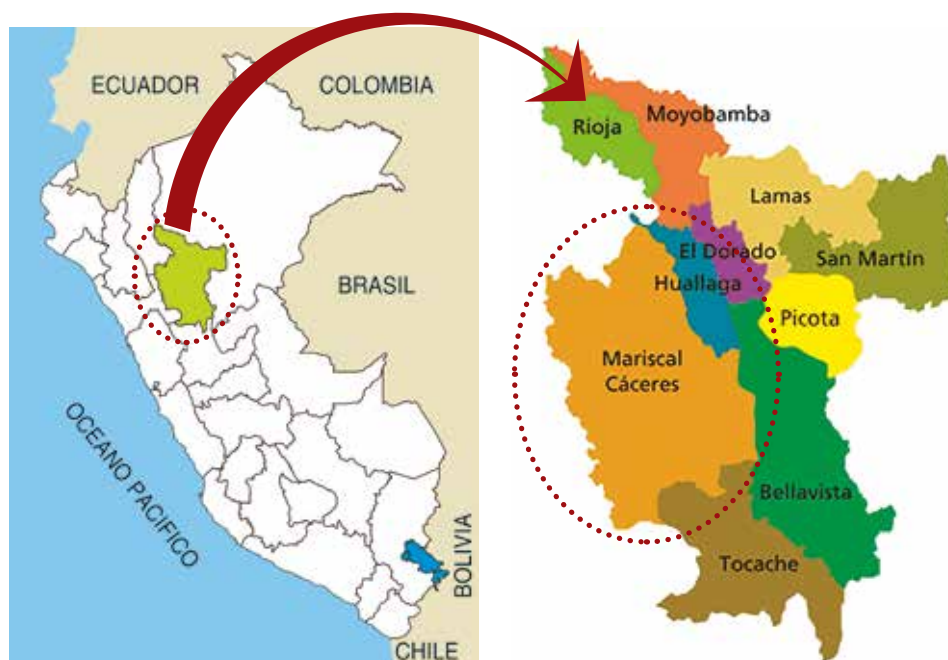 ECUADOR
COLOMBIA
BRASIL
OCEANO PACIFICO
BOLIVIA
CHILE
Rioja
Moyobamba
Lamas
El Dorado
San Martín
Huallaga
Picota
Mariscal
Cáceres
Bellavista
Tocache